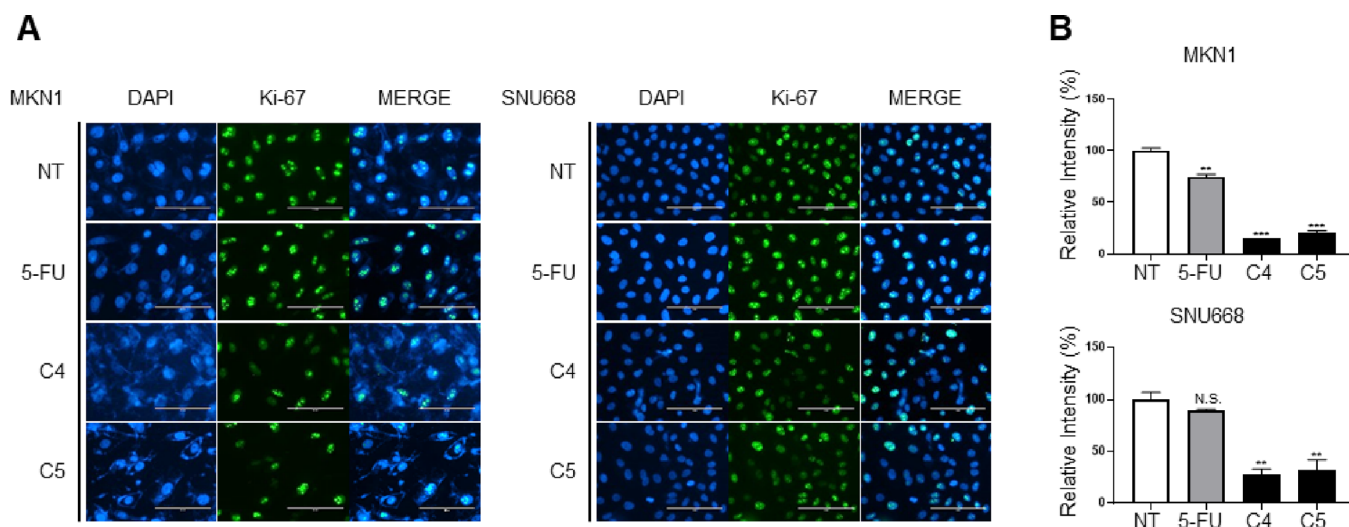 A
MKN1 DAPI Ki-67 MERGE
NT
5-FU
C4
C5
SNU668 DAPI Ki-67 MERGE
NT
5-FU
C4
C5
B
MKN1
Relative Intensity (%)
150
100
50
0
**
***
***
NT 5-FU C4 C5
SNU668
Relative Intensity (%)
150
100
50
0
N.S.
**
**
NT 5-FU C4 C5